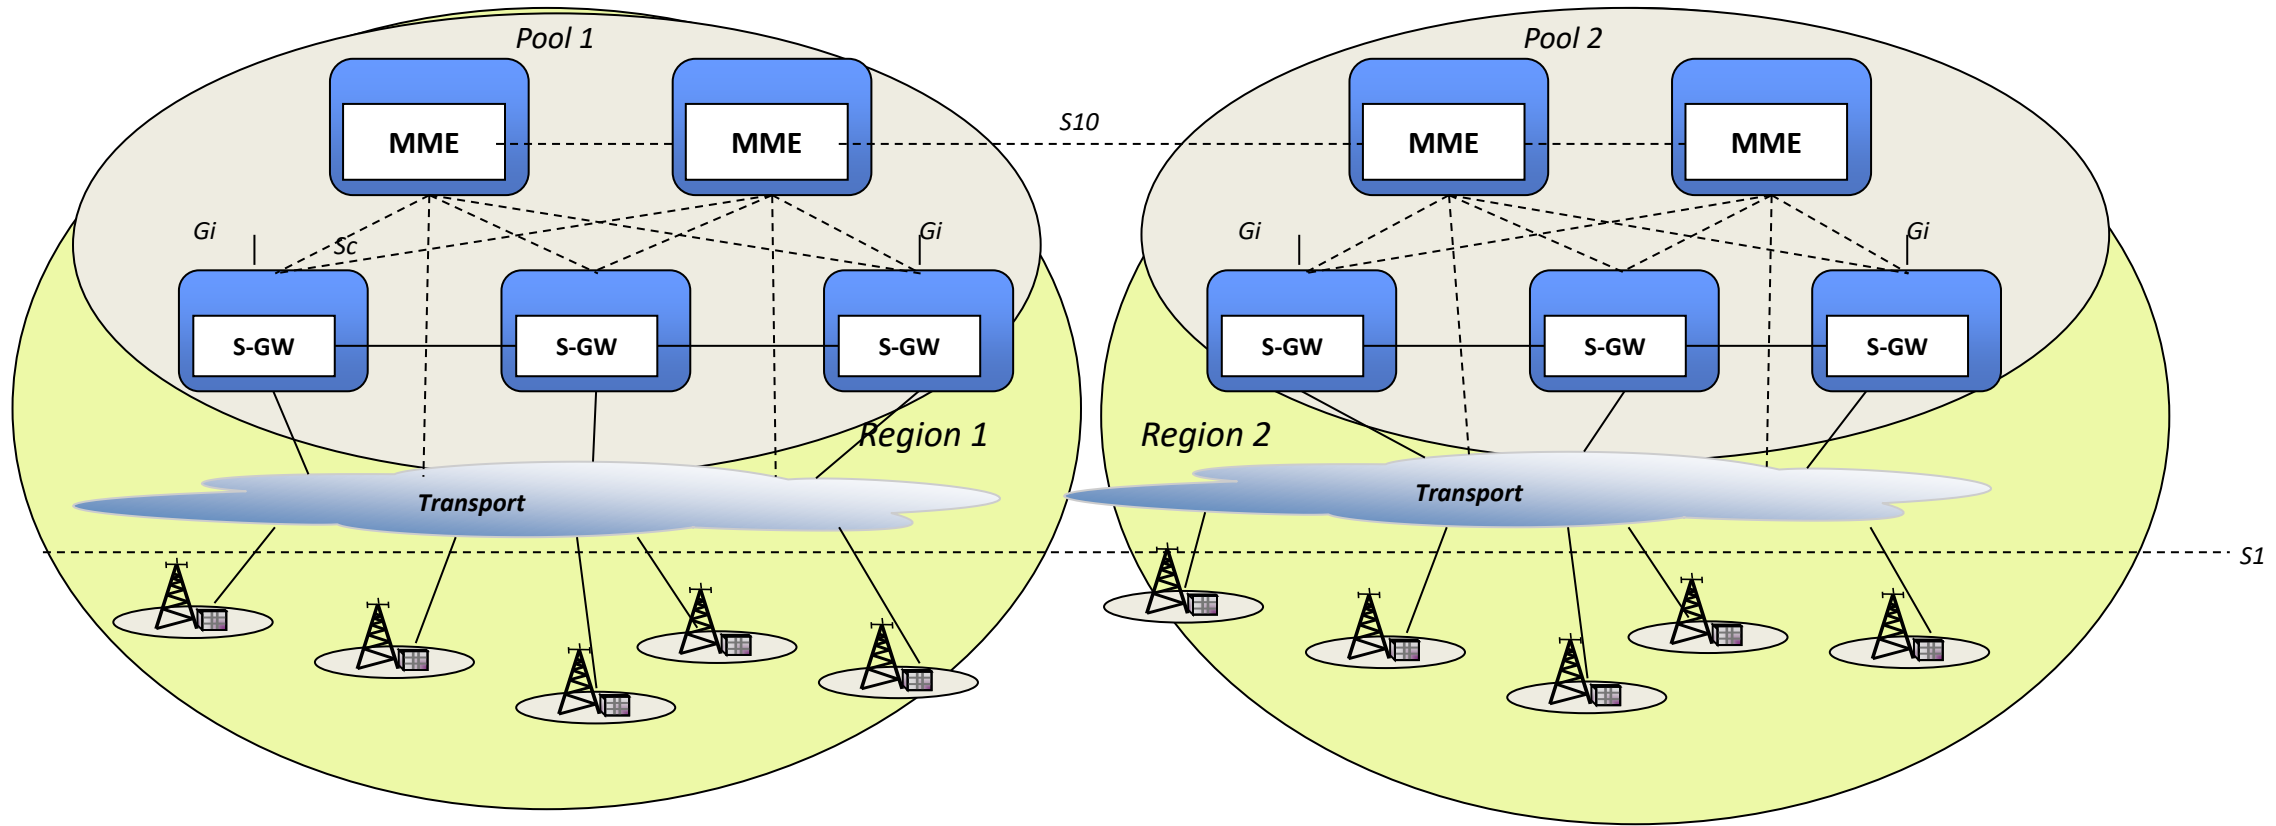 Pool 1
Pool 2
S10
MME
MME
MME
MME
Gi
Sc
Gi
Gi
Gi
S-GW
S-GW
S-GW
S-GW
S-GW
S-GW
Region 1
Region 2
Transport
Transport
S1